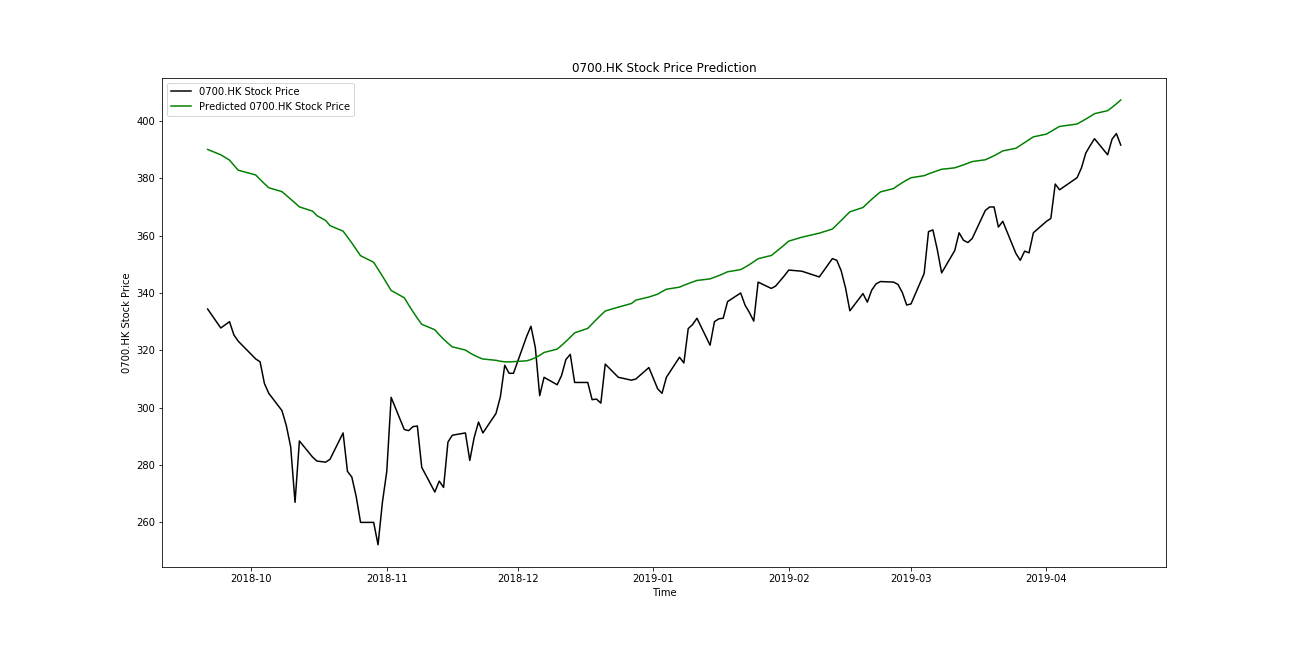 0700.HK Stock Price Prediction
0700.HK Stock Price
Predicted 0700.HK Stock Price
0700.HK Stock Price
400
380
360
340
320
300
280
260
2018-10 2018-11 2018-12 2019-01 2019-02 2019-03 2019-04
Time